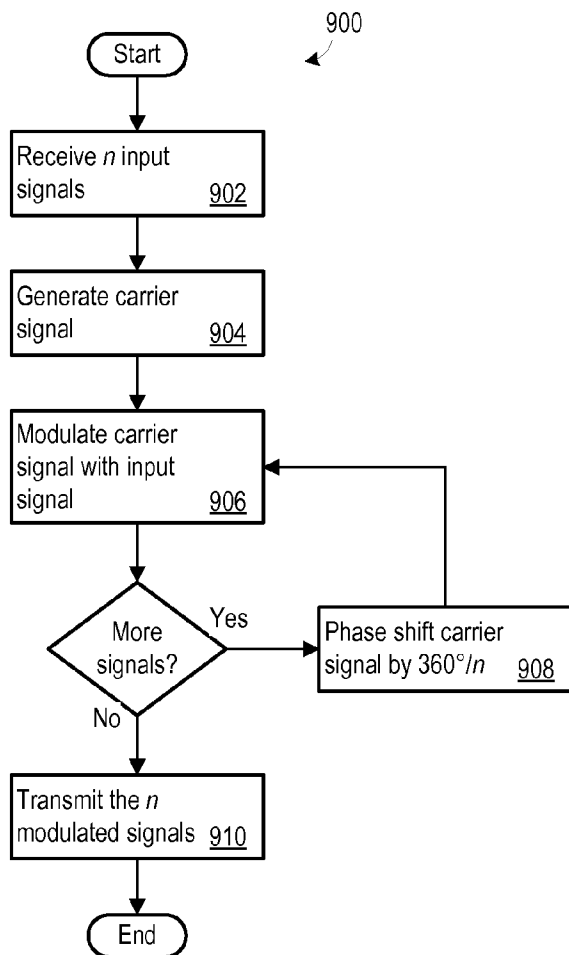 900
Start
Receive n input
signals
902
Generate carrier
signal
904
Modulate carrier
signal with input
signal
906
More
signals?
Yes
Phase shift carrier
signal by 360°/n
908
No
Transmit the n
modulated signals
910
End